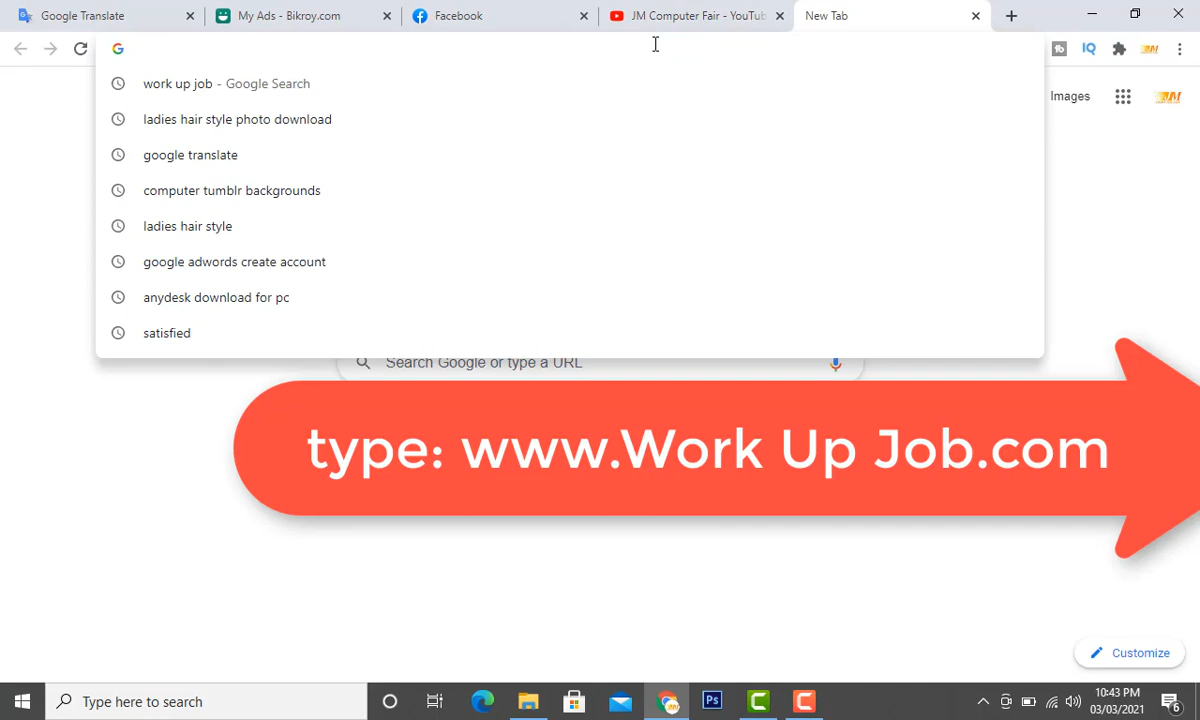 Google Translate
My Ads - Bikroy.com
Facebook
JM Computer Fair - YouTub
New Tab
work up job - Google Search
ladies hair style photo download
google translate
computer tumblr backgrounds
ladies hair style
google adwords create account
anydesk download for pc
satisfied
tb
IQ
Images
Search Google or type a URL
type: www.Work Up Job.com
Customize
Type here to search
Ps
10:43 PM
03/03/2021
6